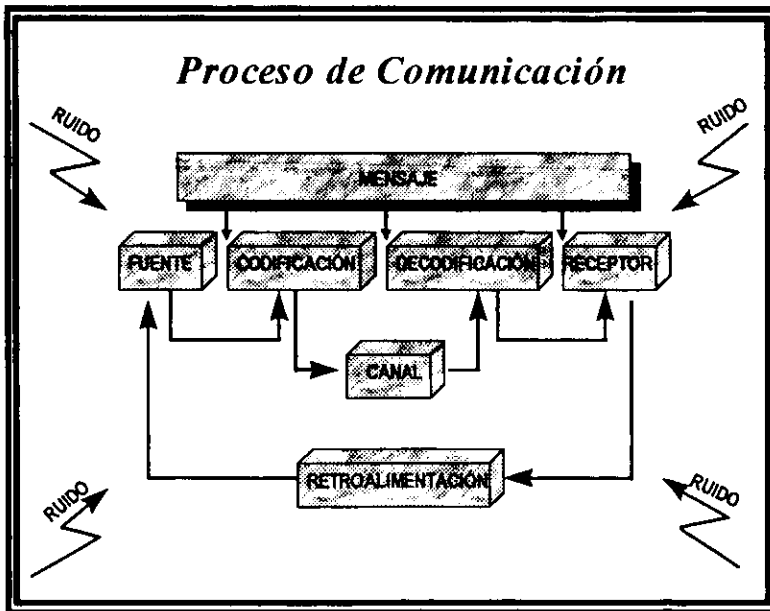 Proceso de Comunicación
RUIDO
RUIDO
MENSAJE
FUENTE
CODIFICACIÓN
DECODIFICACIÓN
RECEPTOR
CANAL
RETROALIMENTACIÓN
RUIDO
RUIDO